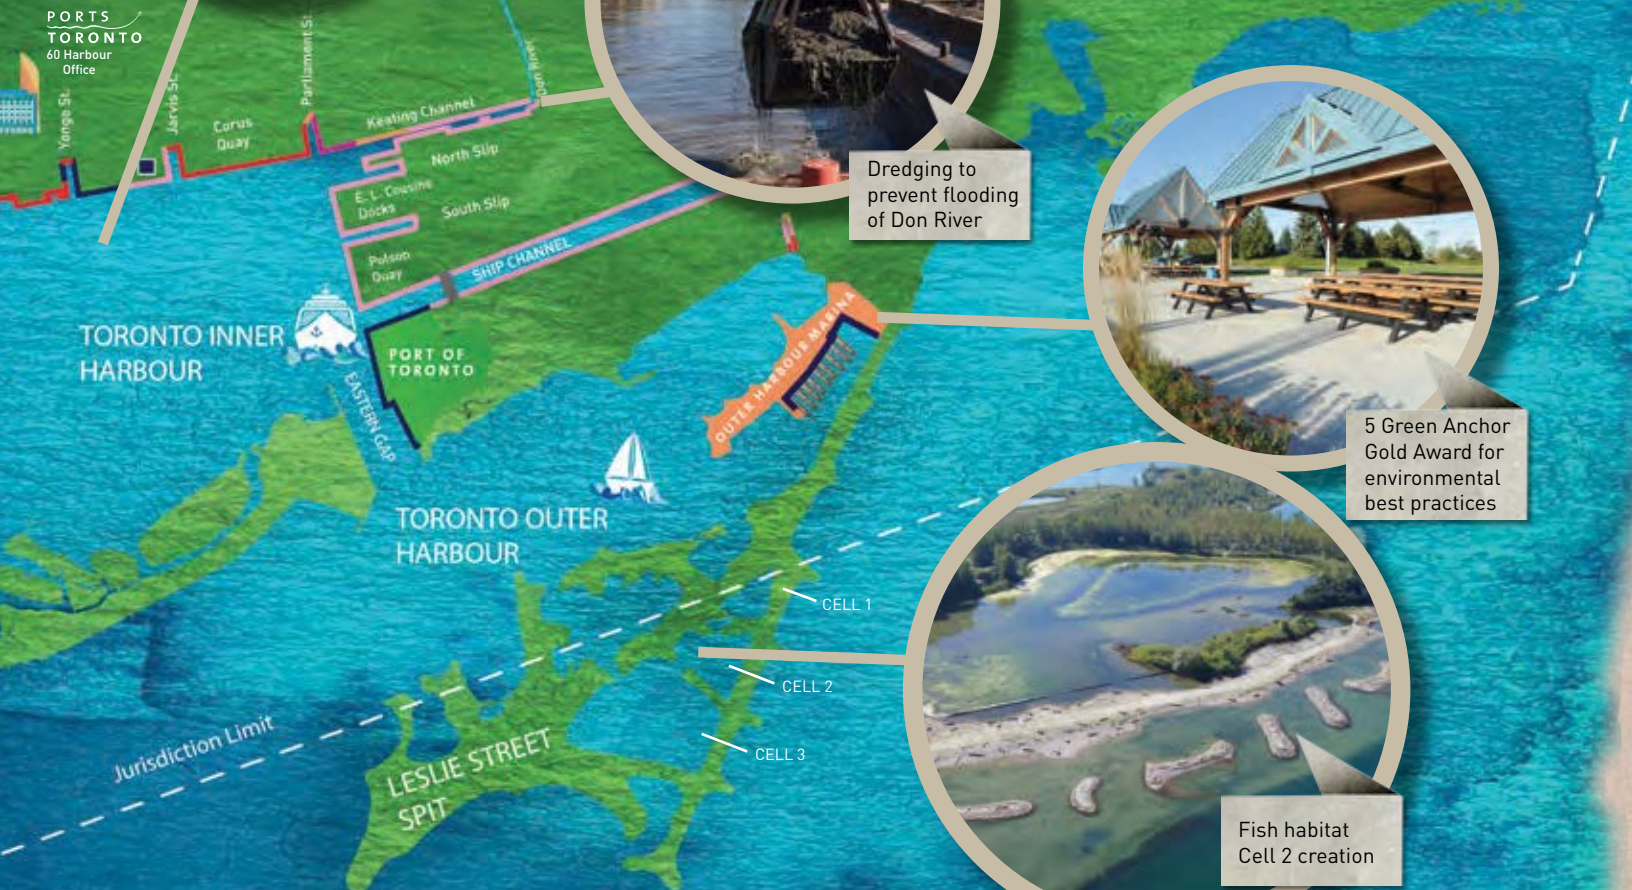 PORTS
TORONTO
60 Harbour
Office
Yonge St.
Jarvis St.
Parliament St.
Don River
Corus
Quay
Keating Channel
North Slip
E. L. Cousins
Docks
South Slip
Polson
Quay
SHIP CHANNEL
Dredging to
prevent flooding
of Don River
TORONTO INNER
HARBOUR
PORT OF
TORONTO
EASTERN GAP
OUTER HARBOUR MARINA
5 Green Anchor
Gold Award for
environmental
best practices
TORONTO OUTER
HARBOUR
CELL 1
CELL 2
CELL 3
Jurisdiction Limit
LESLIE STREET
SPIT
Fish habitat
Cell 2 creation